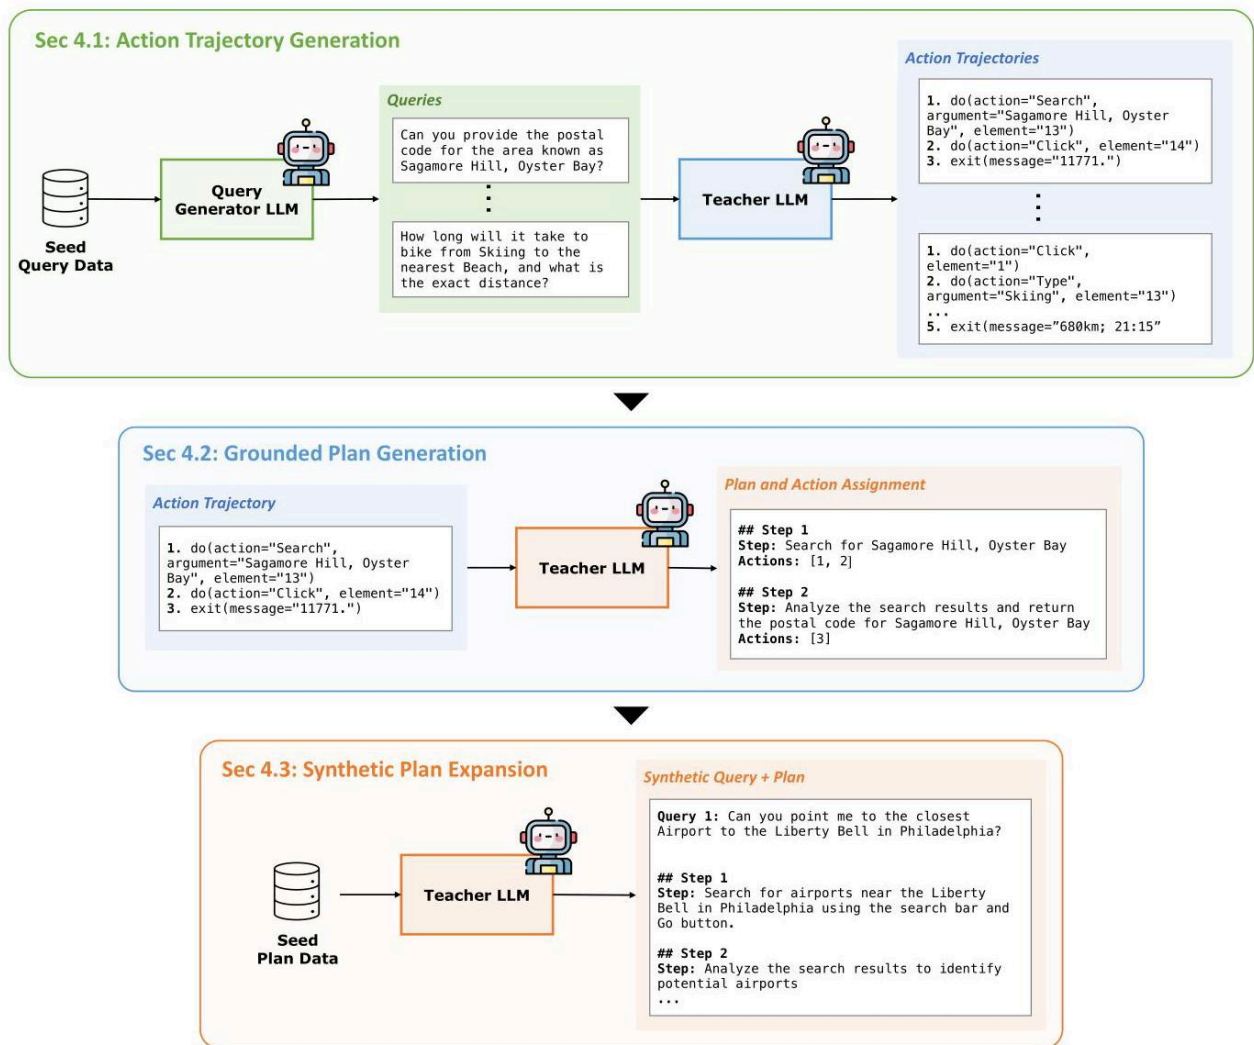 Sec 4.1: Action Trajectory Generation
Seed
Query Data
Query
Generator LLM
Queries
Can you provide the postal
code for the area known as
Sagamore Hill, Oyster Bay?
How long will it take to
bike from Skiing to the
nearest Beach, and what is
the exact distance?
Teacher LLM
Action Trajectories
1. do(action="Search",
argument="Sagamore Hill, Oyster
Bay", element="13")
2. do(action="Click", element="14")
3. exit(message="11771.")
1. do(action="Click",
element="1")
2. do(action="Type",
argument="Skiing", element="13")
...
5. exit(message=”680km; 21:15”
Sec 4.2: Grounded Plan Generation
Action Trajectory
1. do(action="Search",
argument="Sagamore Hill, Oyster
Bay", element="13")
2. do(action="Click", element="14")
3. exit(message="11771.")
Teacher LLM
Plan and Action Assignment
## Step 1
Step: Search for Sagamore Hill, Oyster Bay
Actions: [1, 2]
## Step 2
Step: Analyze the search results and return
the postal code for Sagamore Hill, Oyster Bay
Actions: [3]
Sec 4.3: Synthetic Plan Expansion
Seed
Plan Data
Teacher LLM
Synthetic Query + Plan
Query 1: Can you point me to the closest
Airport to the Liberty Bell in Philadelphia?
## Step 1
Step: Search for airports near the Liberty
Bell in Philadelphia using the search bar and
Go button.
## Step 2
Step: Analyze the search results to identify
potential airports
...